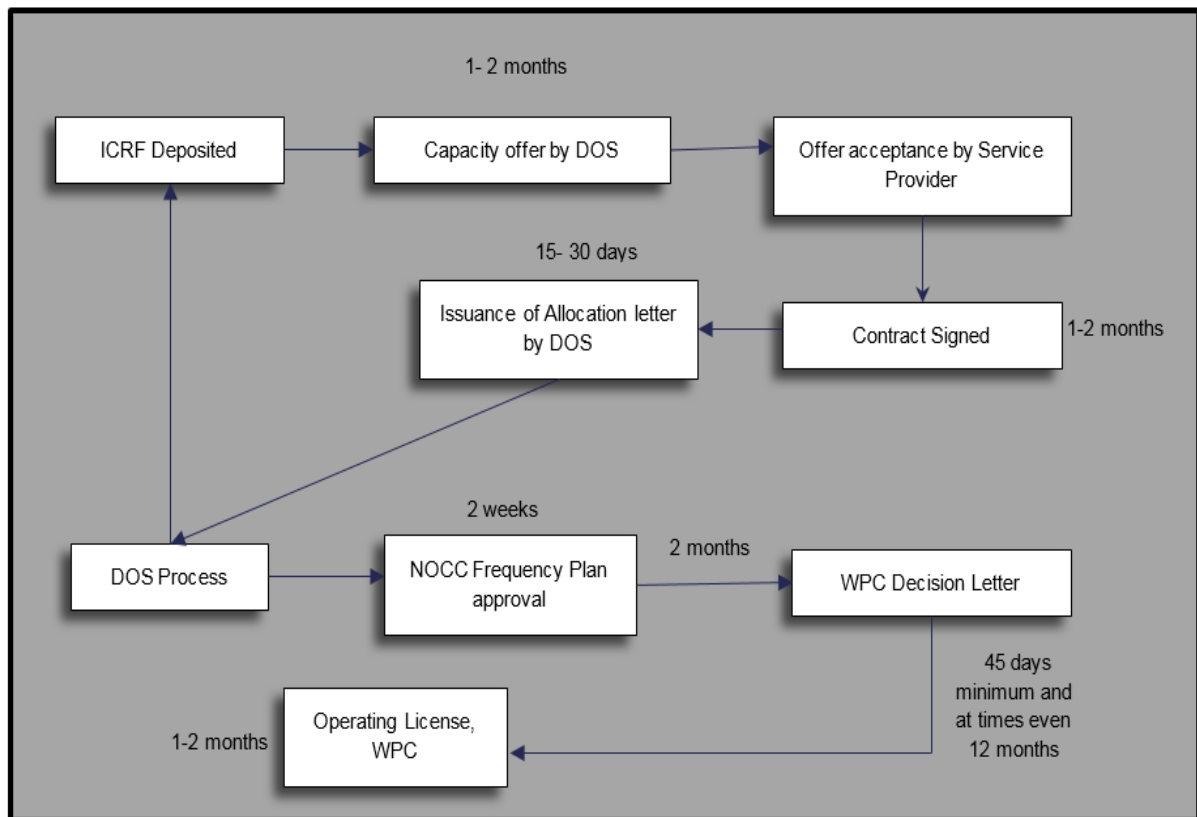 1- 2 months
ICRF Deposited
Capacity offer by DOS
Offer acceptance by Service
Provider
15- 30 days
Issuance of Allocation letter
by DOS
Contract Signed
1-2 months
2 weeks
DOS Process
NOCC Frequency Plan
approval
2 months
WPC Decision Letter
45 days
minimum and
at times even
12 months
Operating License,
WPC
1-2 months